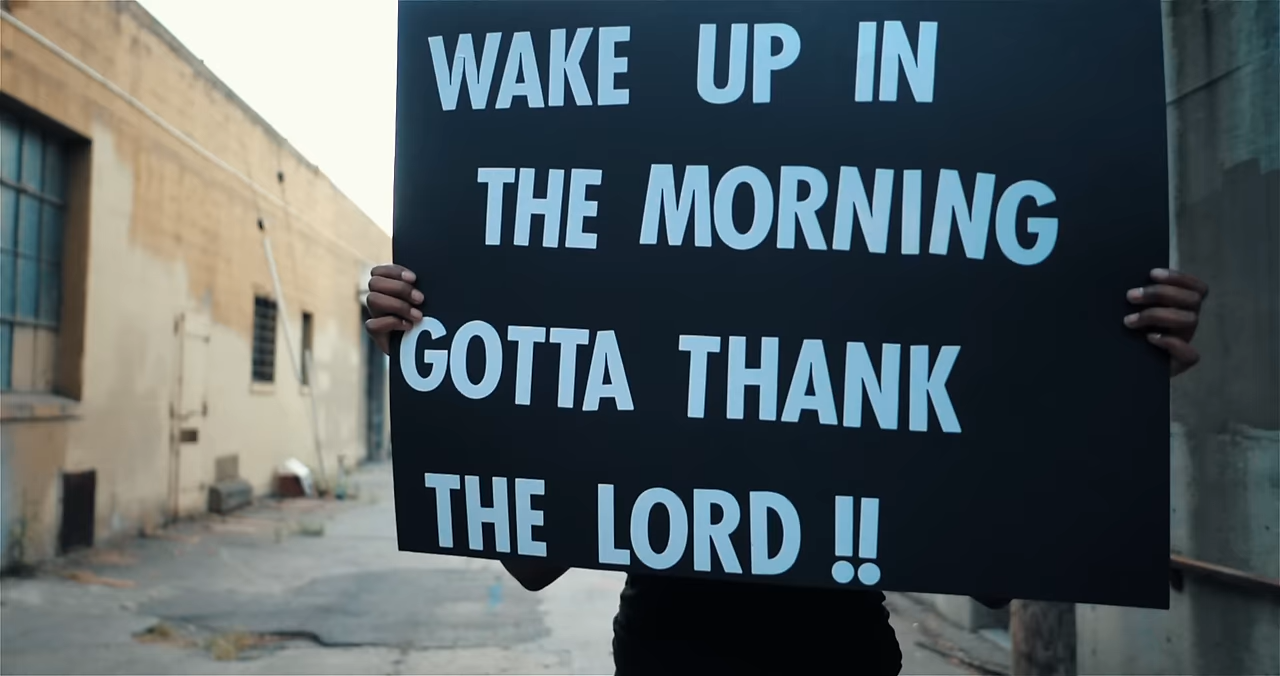 WAKE UP IN
THE MORNING
GOTTA THANK
THE LORD !!